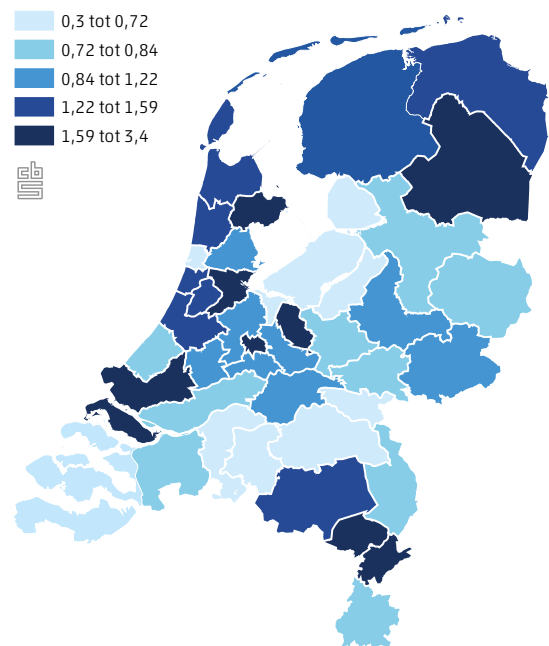 0,3 tot 0,72
0,72 tot 0,84
0,84 tot 1,22
1,22 tot 1,59
1,59 tot 3,4
cbs